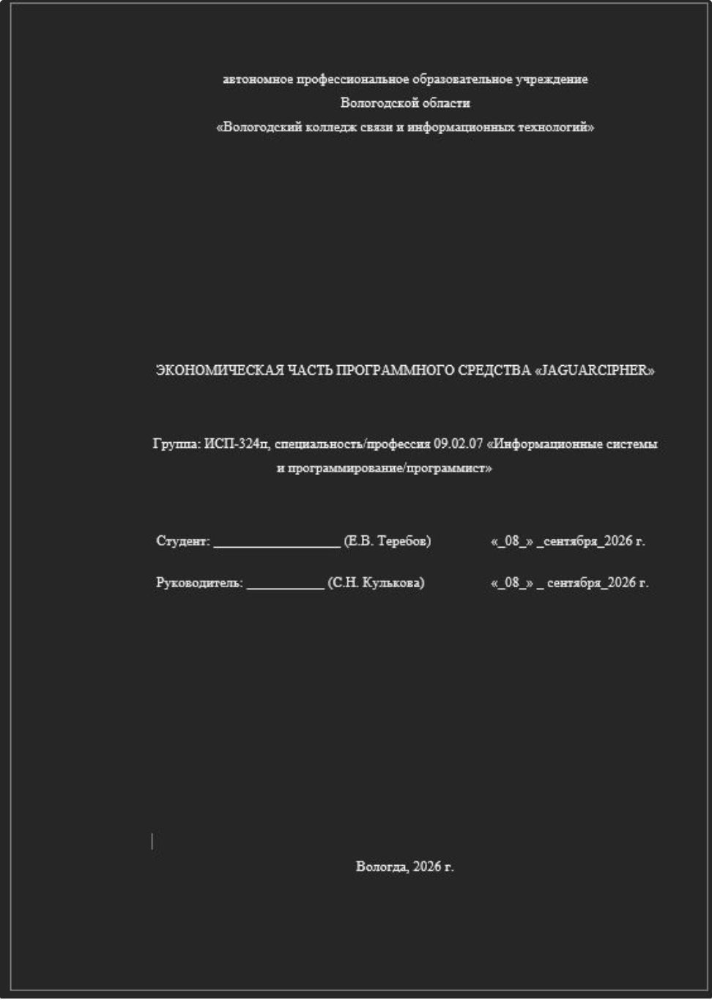 автономное профессиональное образовательное учреждение
Вологодской области
«Вологодский колледж связи и информационных технологий»
ЭКОНОМИЧЕСКАЯ ЧАСТЬ ПРОГРАММНОГО СРЕДСТВА «JAGUARCIPHER»
Группа: ИСП-324п, специальность/профессия 09.02.07 «Информационные системы
и программирование/программист»
Студент: __________________ (Е.В. Теребов) «_08_» _сентября_2026 г.
Руководитель: ___________ (С.Н. Кулькова) «_08_» _ сентября_2026 г.
Вологда, 2026 г.